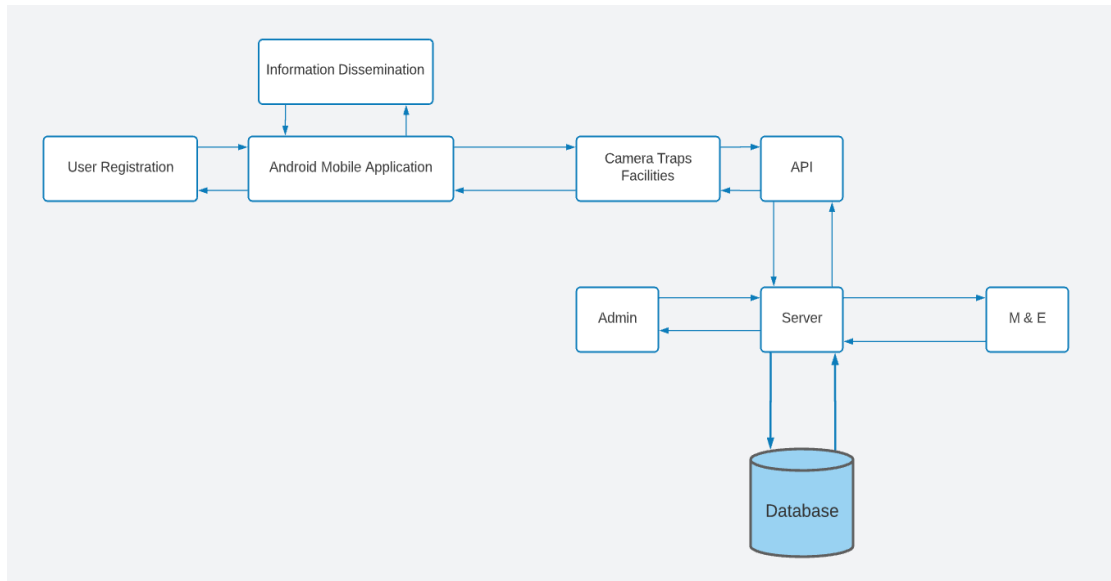 Information Dissemination
User Registration
Android Mobile Application
Camera Traps
Facilities
API
Admin
Server
M & E
Database